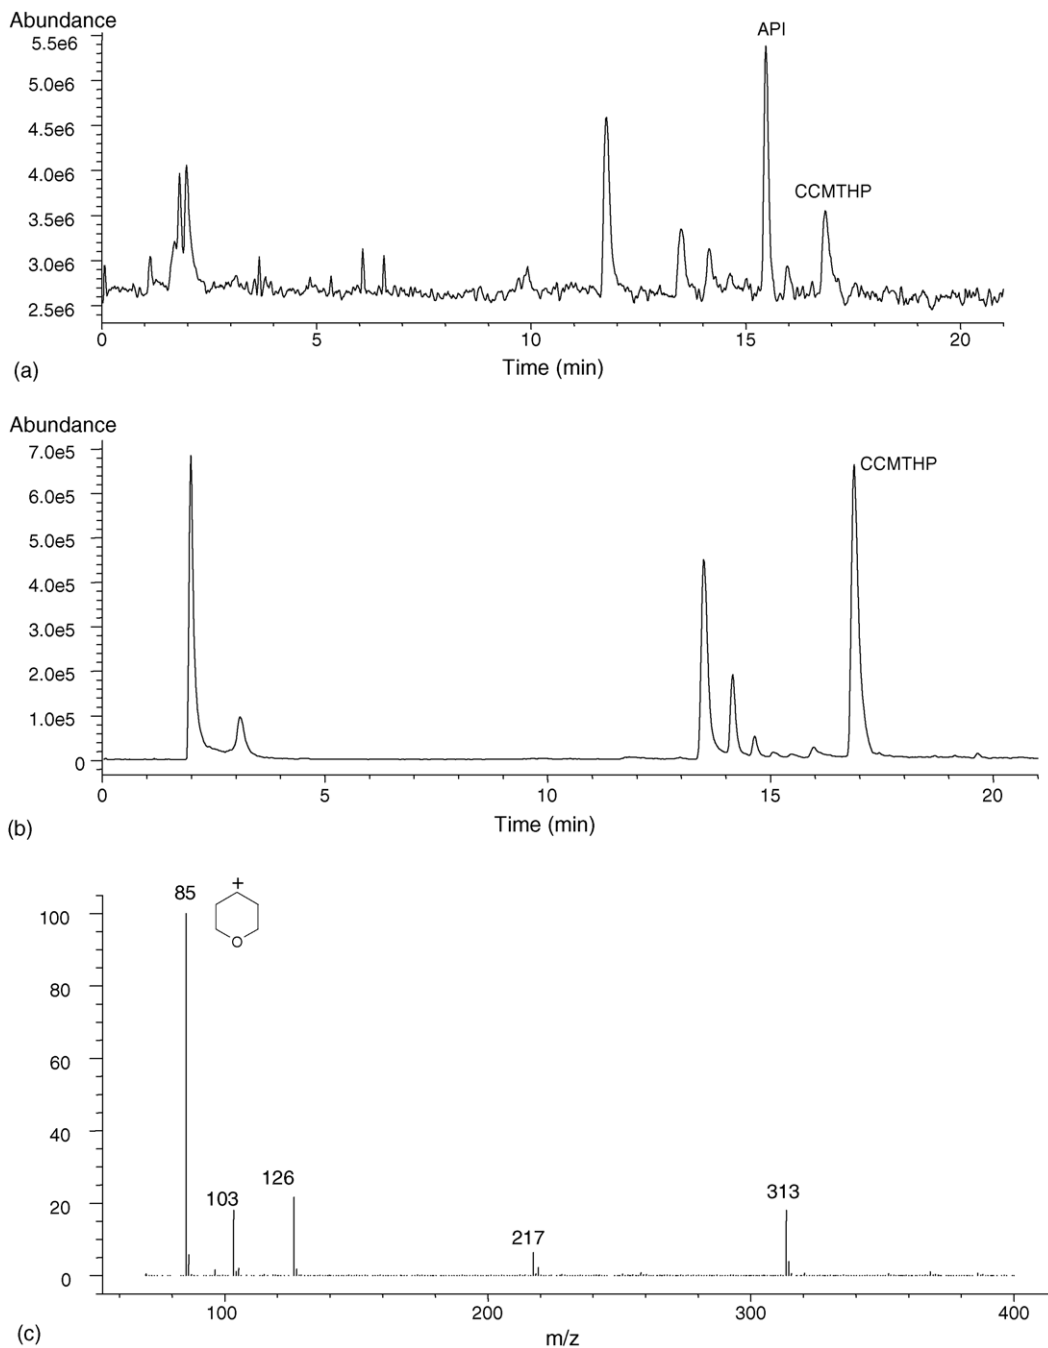 Abundance
5.5e6
5.0e6
4.5e6
4.0e6
3.5e6
3.0e6
2.5e6
API
CCMTHP
0 5 10 15 20
Time (min)
(a)
Abundance
7.0e5
6.0e5
5.0e5
4.0e5
3.0e5
2.0e5
1.0e5
0
CCMTHP
0 5 10 15 20
Time (min)
(b)
100
80
60
40
20
0
85
+
O
103
126
217
313
100 200 300 400
m/z
(c)